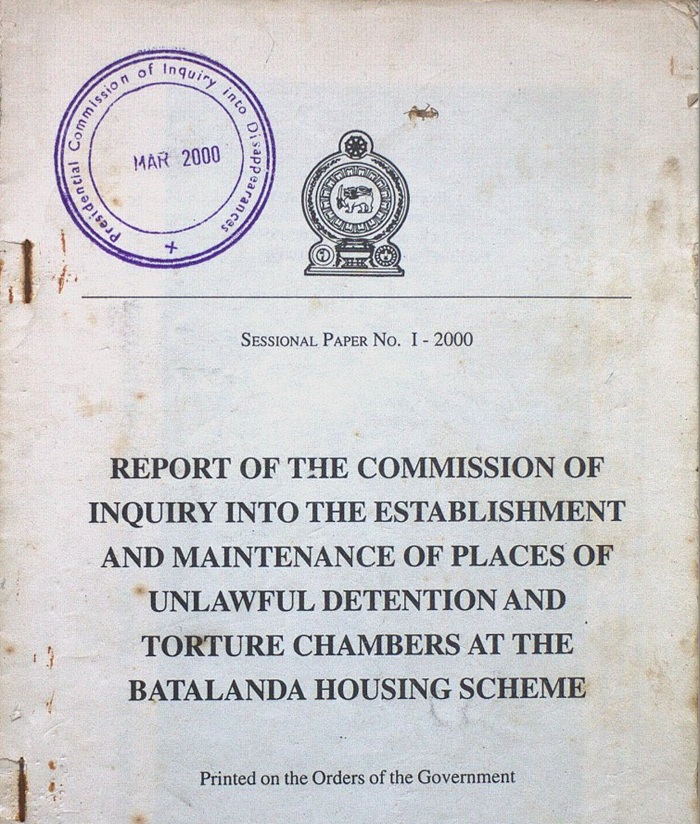 Presidential Commission of Inquiry into Disappearances
MAR 2000
SESSIONAL PAPER NO. I - 2000
REPORT OF THE COMMISSION OF
INQUIRY INTO THE ESTABLISHMENT
AND MAINTENANCE OF PLACES OF
UNLAWFUL DETENTION AND
TORTURE CHAMBERS AT THE
BATALANDA HOUSING SCHEME
Printed on the Orders of the Government